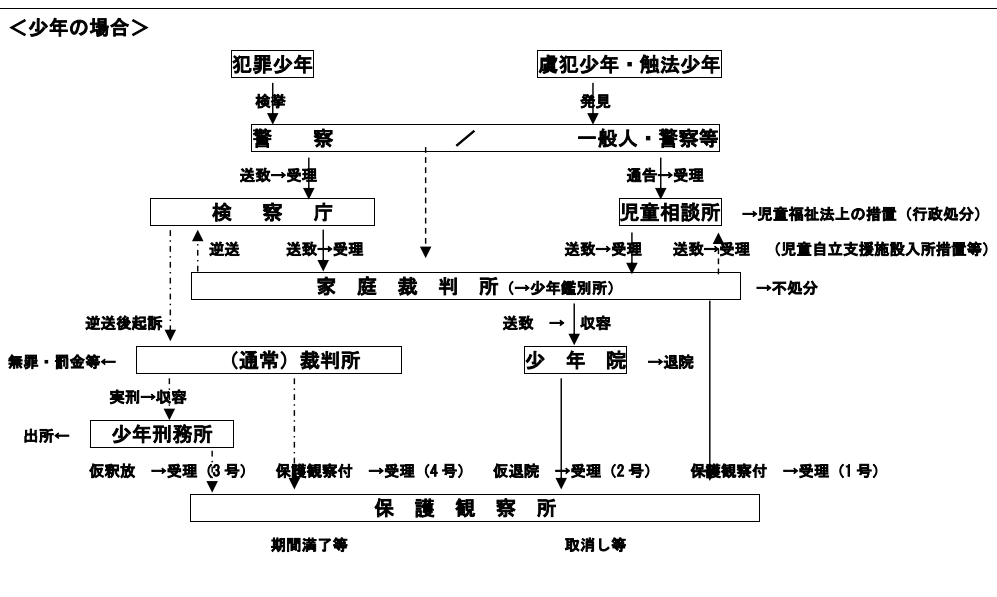 ＜少年の場合＞
犯罪少年　虞犯少年・触法少年
検挙　発見
警　察　／　一般人・警察等
送致→受理　通告→受理
検　察　庁　児童相談所　→児童福祉法上の措置（行政処分）
逆送　送致→受理　送致→受理　送致→受理　（児童自立支援施設入所措置等）
家　庭　裁　判　所（→少年鑑別所）　→不処分
逆送後起訴　送致　→　収容
無罪・罰金等←　（通常）裁判所　少　年　院　→退院
実刑→収容
出所←　少年刑務所
仮釈放　→受理（3号）　保護観察付　→受理（4号）　仮退院　→受理（2号）　保護観察付　→受理（1号）
保　護　観　察　所
期間満了等　取消し等